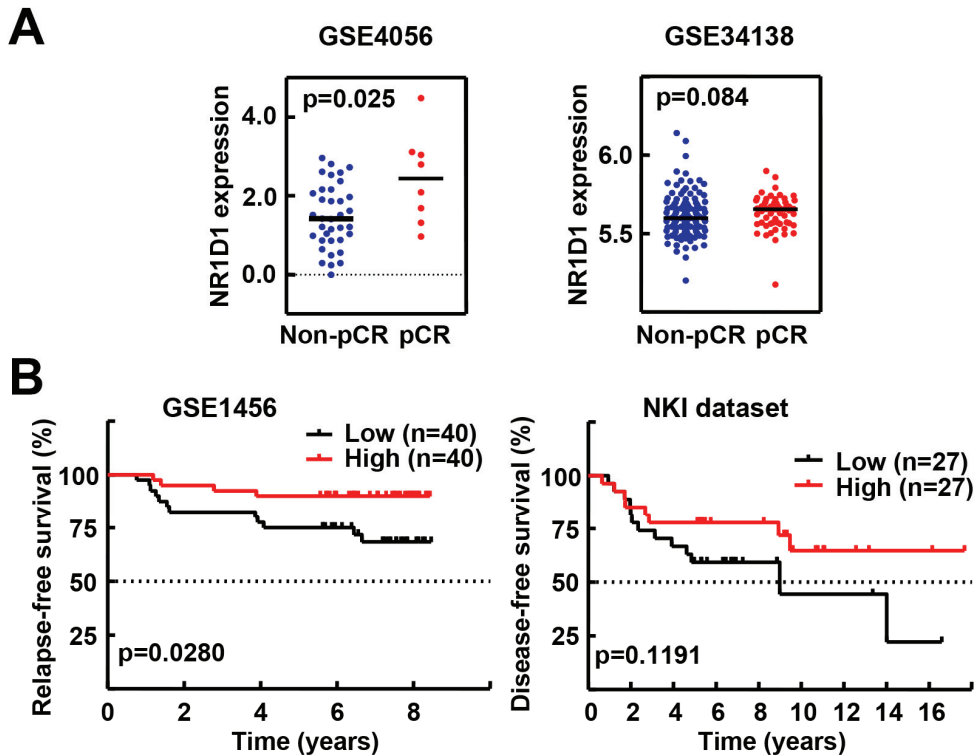 A
GSE4056
GSE34138
NR1D1 expression
p=0.025
4.0
2.0
0.0
Non-pCR pCR
NR1D1 expression
p=0.084
6.0
5.5
Non-pCR pCR
B
GSE1456
Relapse-free survival (%)
Low (n=40)
High (n=40)
100
75
50
25
p=0.0280
0 2 4 6 8
Time (years)
NKI dataset
Disease-free survival (%)
Low (n=27)
High (n=27)
100
75
50
25
p=0.1191
0 2 4 6 8 10 12 14 16
Time (years)